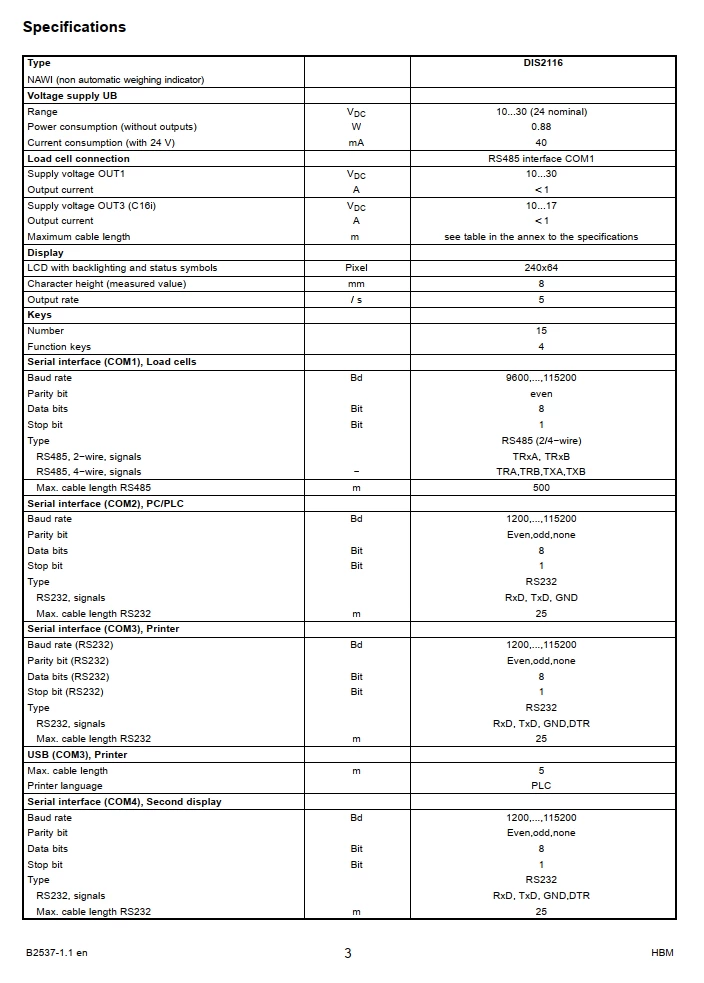 Specifications
Type DIS2116
NAWI (non automatic weighing indicator)
Voltage supply UB
Range VDC 10...30 (24 nominal)
Power consumption (without outputs) W 0.88
Current consumption (with 24 V) mA 40
Load cell connection RS485 interface COM1
Supply voltage OUT1 VDC 10...30
Output current A < 1
Supply voltage OUT3 (C16i) VDC 10...17
Output current A < 1
Maximum cable length m see table in the annex to the specifications
Display
LCD with backlighting and status symbols Pixel 240x64
Character height (measured value) mm 8
Output rate / s 5
Keys
Number 15
Function keys 4
Serial interface (COM1), Load cells
Baud rate Bd 9600,...,115200
Parity bit even
Data bits Bit 8
Stop bit Bit 1
Type RS485 (2/4−wire)
RS485, 2−wire, signals TRxA, TRxB
RS485, 4−wire, signals − TRA,TRB,TXA,TXB
Max. cable length RS485 m 500
Serial interface (COM2), PC/PLC
Baud rate Bd 1200,...,115200
Parity bit Even,odd,none
Data bits Bit 8
Stop bit Bit 1
Type RS232
RS232, signals RxD, TxD, GND
Max. cable length RS232 m 25
Serial interface (COM3), Printer
Baud rate (RS232) Bd 1200,...,115200
Parity bit (RS232) Even,odd,none
Data bits (RS232) Bit 8
Stop bit (RS232) Bit 1
Type RS232
RS232, signals RxD, TxD, GND,DTR
Max. cable length RS232 m 25
USB (COM3), Printer
Max. cable length m 5
Printer language PLC
Serial interface (COM4), Second display
Baud rate Bd 1200,...,115200
Parity bit Even,odd,none
Data bits Bit 8
Stop bit Bit 1
Type RS232
RS232, signals RxD, TxD, GND,DTR
Max. cable length RS232 m 25
B2537-1.1 en 3 HBM